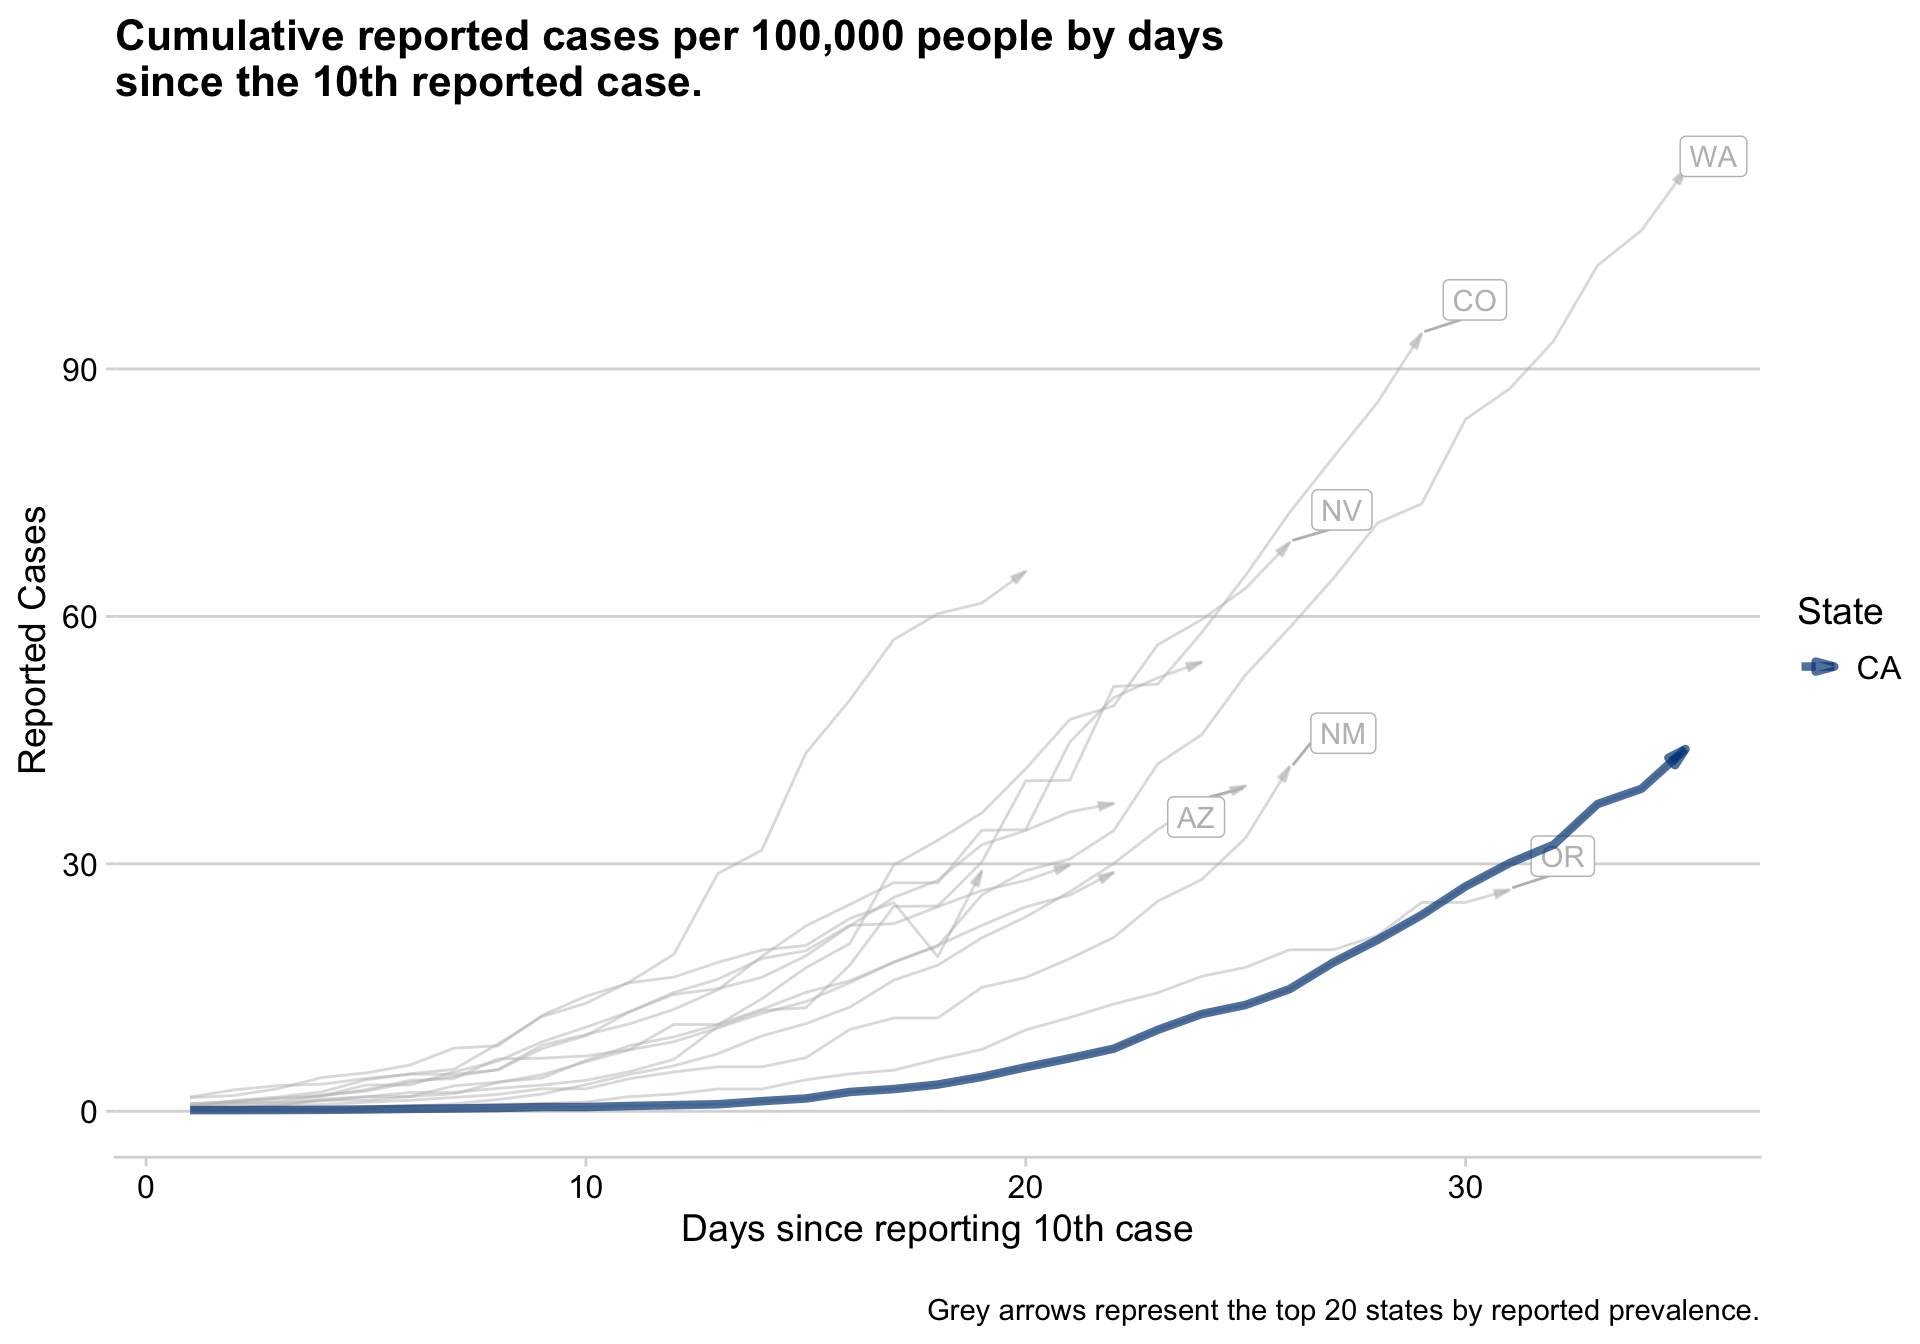 Cumulative reported cases per 100,000 people by days
since the 10th reported case.
WA
CO
90
NV
60
State
CA
NM
AZ
OR
30
0
Reported Cases
0 10 20 30
Days since reporting 10th case
Grey arrows represent the top 20 states by reported prevalence.